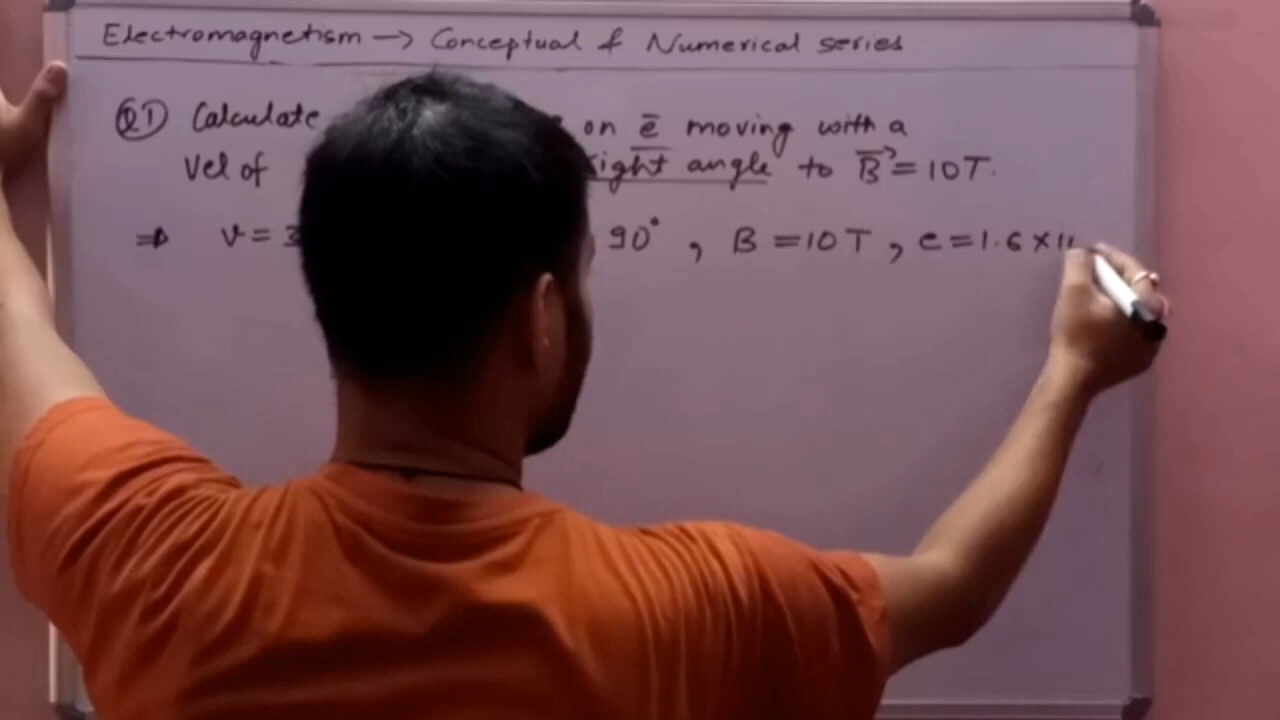 Electromagnetism → Conceptual & Numerical series
Q1) Calculate on ē moving with a
Vel of right angle to B⃗ = 10T.
⇒ v = 3 90° , B = 10 T , e = 1.6 × 1